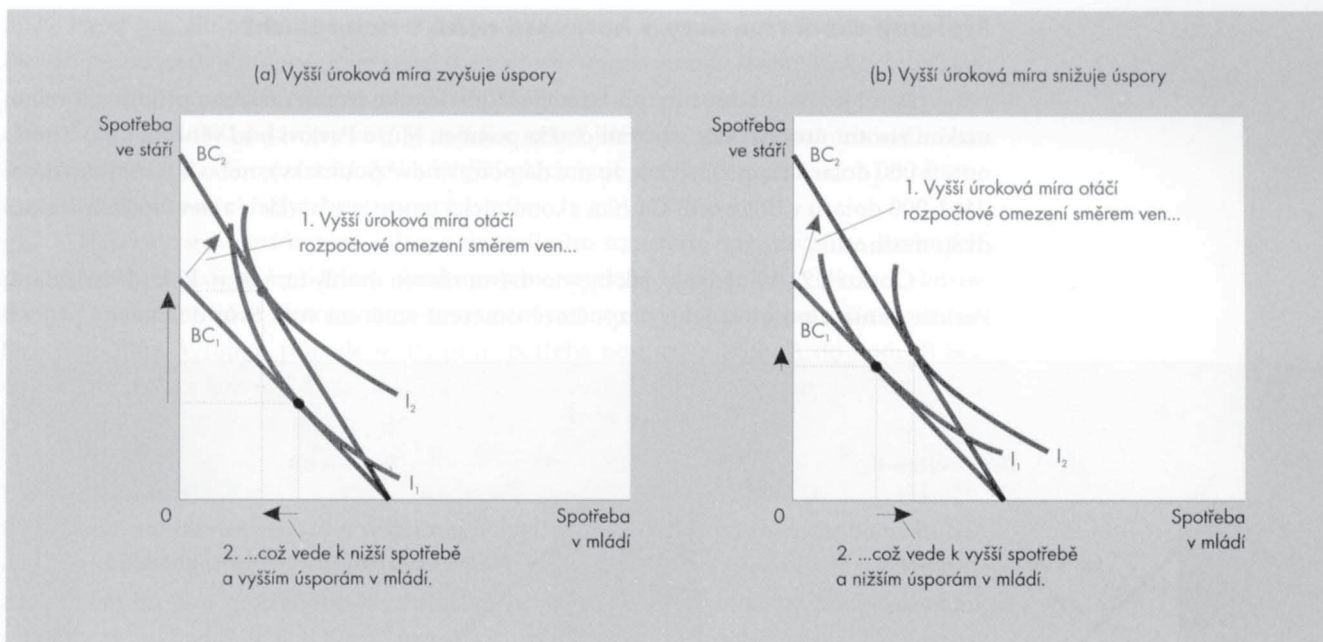 (a) Vyšší úroková míra zvyšuje úspory
Spotřeba
ve stáří
BC₂
1. Vyšší úroková míra otáčí
rozpočtové omezení směrem ven...
BC₁
I₂
I₁
0
Spotřeba
v mládí
2. ...což vede k nižší spotřebě
a vyšším úsporám v mládí.
(b) Vyšší úroková míra snižuje úspory
Spotřeba
ve stáří
BC₂
1. Vyšší úroková míra otáčí
rozpočtové omezení směrem ven...
BC₁
I₁
I₂
0
Spotřeba
v mládí
2. ...což vede k vyšší spotřebě
a nižším úsporám v mládí.